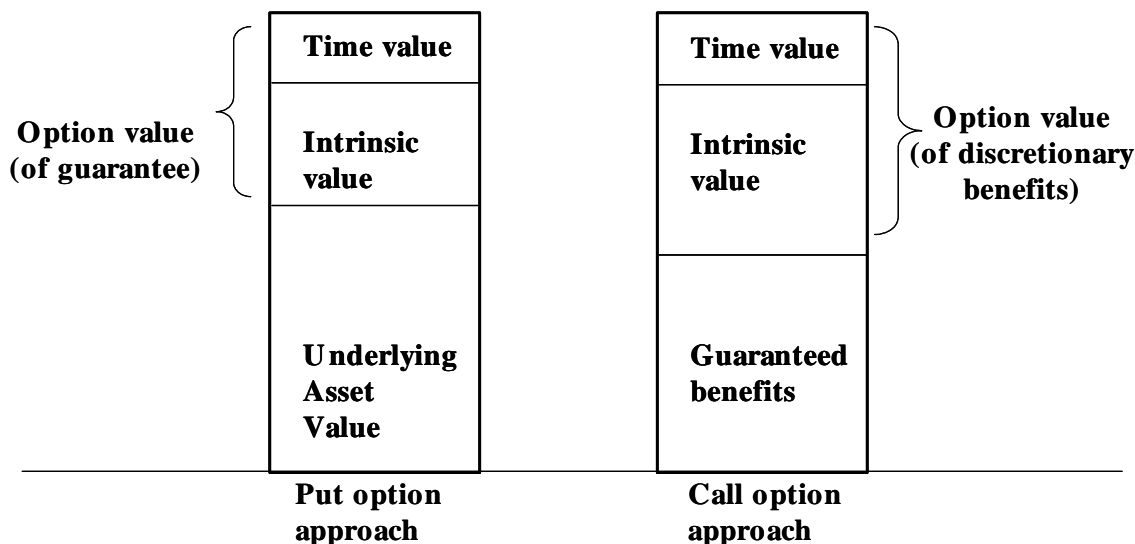 Time value
Option value
(of guarantee)
Intrinsic
value
Underlying
Asset
Value
Put option
approach
Time value
Intrinsic
value
Option value
(of discretionary
benefits)
Guaranteed
benefits
Call option
approach